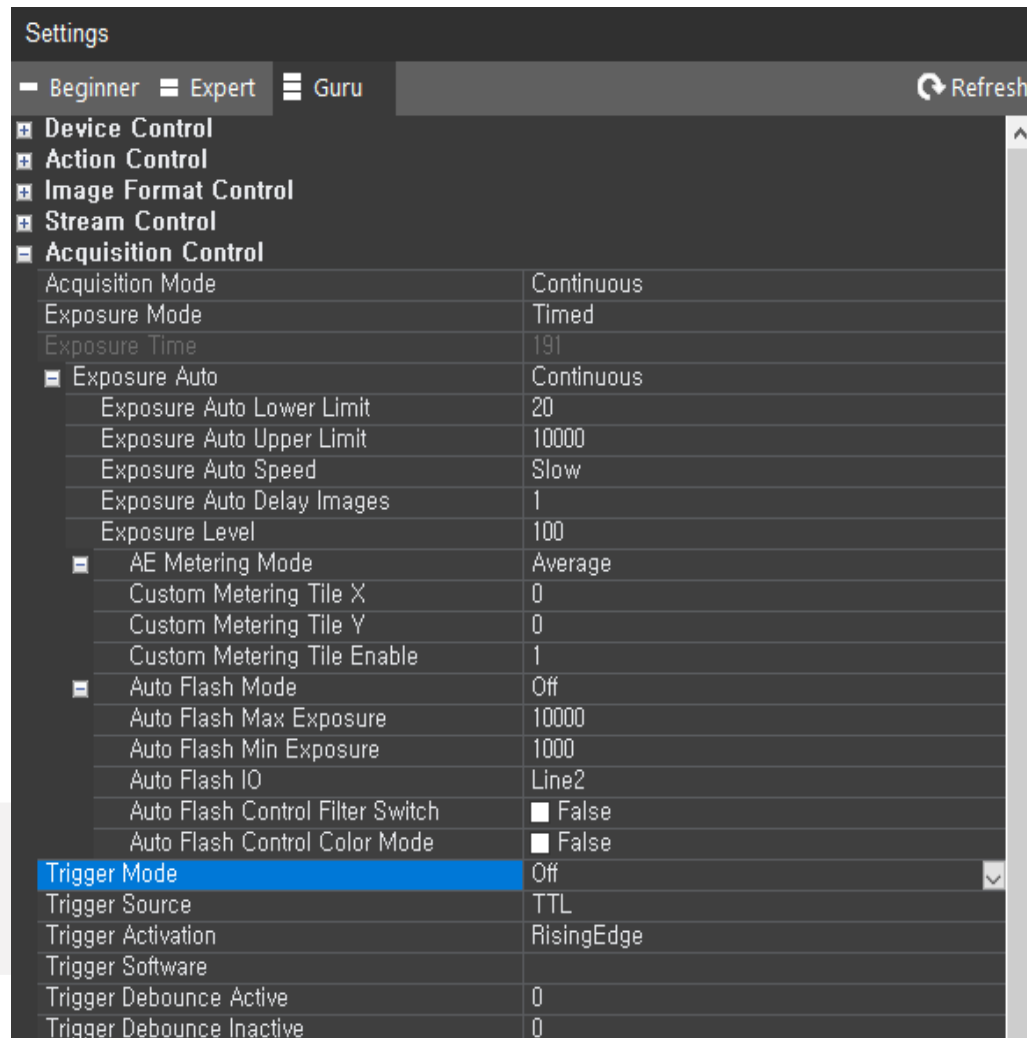 Settings
Beginner Expert Guru Refresh
Device Control
Action Control
Image Format Control
Stream Control
Acquisition Control
Acquisition Mode Continuous
Exposure Mode Timed
Exposure Time 191
Exposure Auto Continuous
Exposure Auto Lower Limit 20
Exposure Auto Upper Limit 10000
Exposure Auto Speed Slow
Exposure Auto Delay Images 1
Exposure Level 100
AE Metering Mode Average
Custom Metering Tile X 0
Custom Metering Tile Y 0
Custom Metering Tile Enable 1
Auto Flash Mode Off
Auto Flash Max Exposure 10000
Auto Flash Min Exposure 1000
Auto Flash IO Line2
Auto Flash Control Filter Switch False
Auto Flash Control Color Mode False
Trigger Mode Off
Trigger Source TTL
Trigger Activation RisingEdge
Trigger Software
Trigger Debounce Active 0
Trigger Debounce Inactive 0